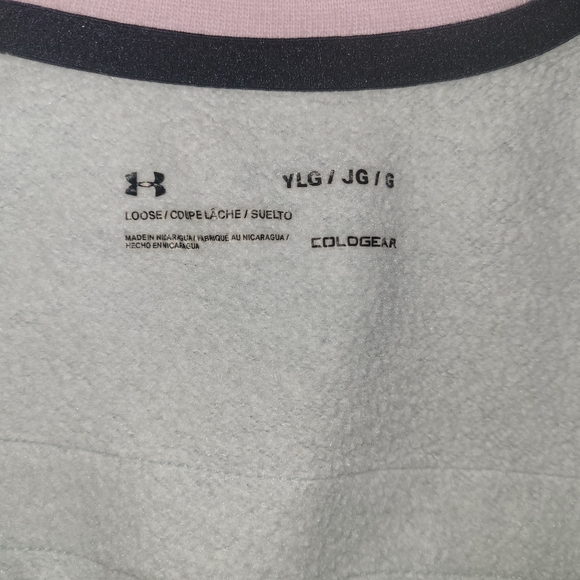 YLG / JG / G
LOOSE / COUPE LÂCHE / SUELTO
MADE IN NICARAGUA / FABRIQUÉ AU NICARAGUA /
HECHO EN NICARAGUA
COLDGEAR